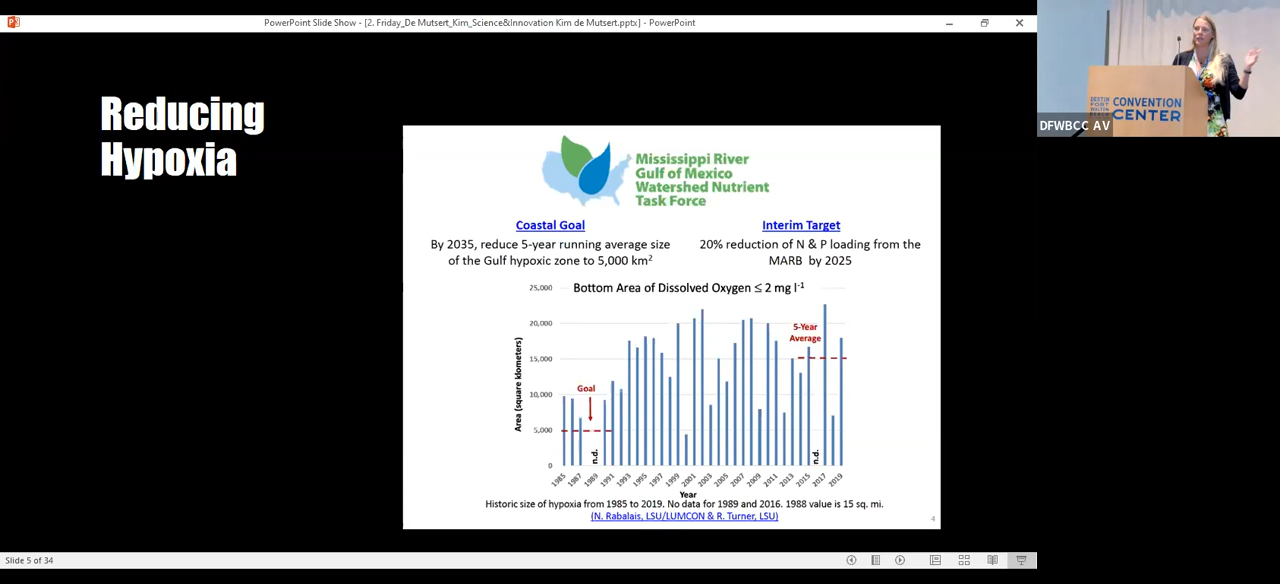 PowerPoint Slide Show - [2. Friday_De Mutsert_Kim_Science&Innovation Kim de Mutsert.pptx] - PowerPoint
Reducing
Hypoxia
Mississippi River
Gulf of Mexico
Watershed Nutrient
Task Force
Coastal Goal
By 2035, reduce 5-year running average size
of the Gulf hypoxic zone to 5,000 km²
Interim Target
20% reduction of N & P loading from the
MARB by 2025
Bottom Area of Dissolved Oxygen ≤ 2 mg l⁻¹
25,000
20,000
15,000
10,000
5,000
0
Area (square klometers)
Goal
5-Year
Average
n.d.
n.d.
1985
1987
1989
1991
1993
1995
1997
1999
2001
2003
2005
2007
2009
2011
2013
2015
2017
2019
Year
Historic size of hypoxia from 1985 to 2019. No data for 1989 and 2016. 1988 value is 15 sq. mi.
(N. Rabalais, LSU/LUMCON & R. Turner, LSU)
4
DESTIN
FORT
WALTON
BEACH
CONVENTION
CENTER
DFWBCC AV
Slide 5 of 34